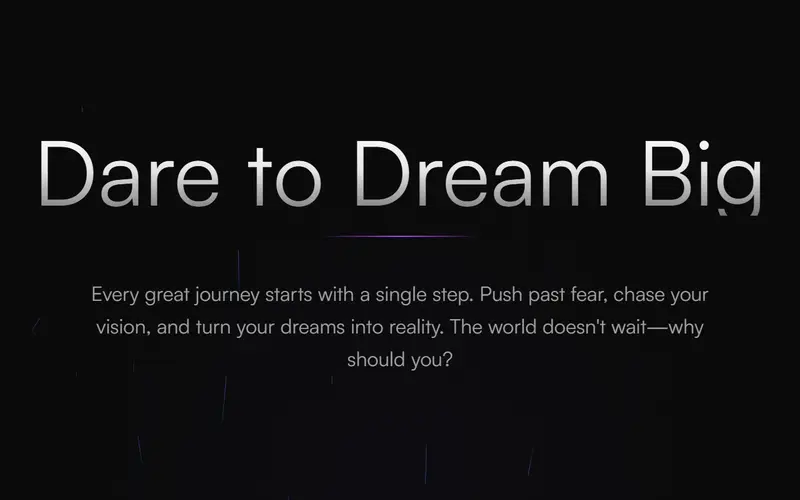 Dare to Dream Big
Every great journey starts with a single step. Push past fear, chase your
vision, and turn your dreams into reality. The world doesn't wait—why
should you?